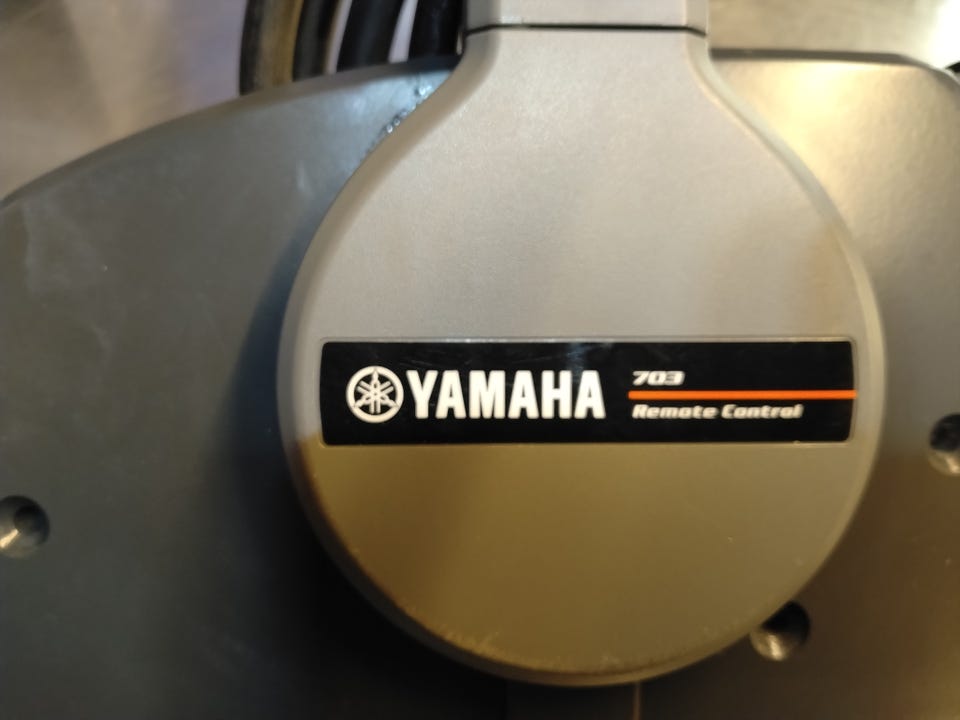 YAMAHA
703
Remote Control